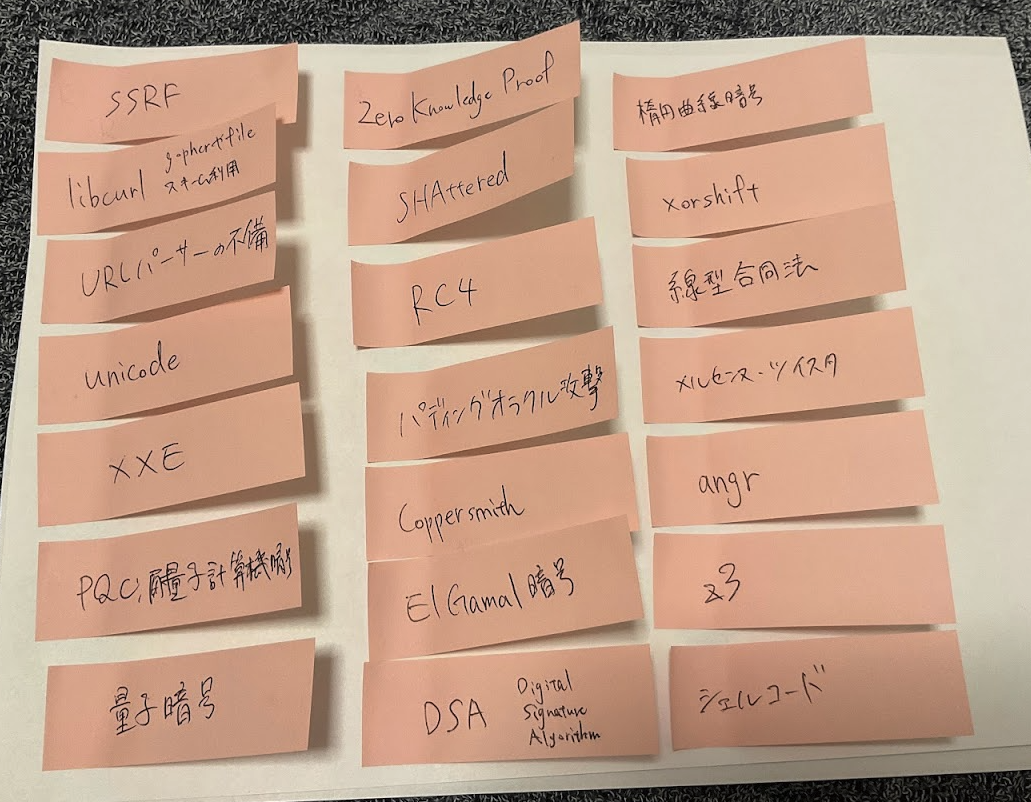 SSRF
libcurl gopherやfile
スキーム利用
URLパーサーの不備
unicode
XXE
PQC,耐量子計算機暗号
量子暗号
Zero Knowledge Proof
SHAttered
RC4
パディングオラクル攻撃
Coppersmith
ElGamal暗号
DSA Digital
Signature
Algorithm
楕円曲線暗号
xorshift
線型合同法
メルセンヌ・ツイスタ
angr
z3
シェルコード